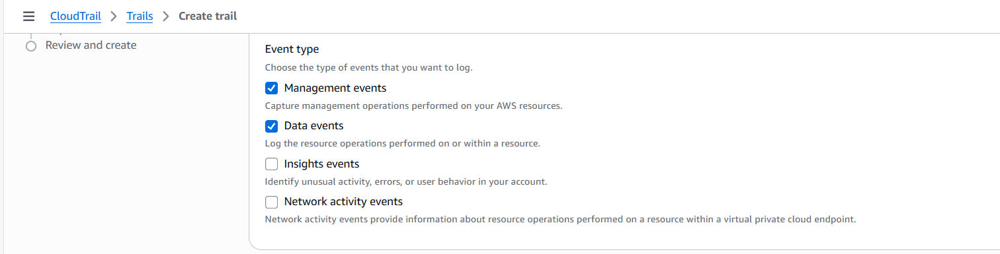 CloudTrail > Trails > Create trail
Review and create
Event type
Choose the type of events that you want to log.
Management events
Capture management operations performed on your AWS resources.
Data events
Log the resource operations performed on or within a resource.
Insights events
Identify unusual activity, errors, or user behavior in your account.
Network activity events
Network activity events provide information about resource operations performed on a resource within a virtual private cloud endpoint.